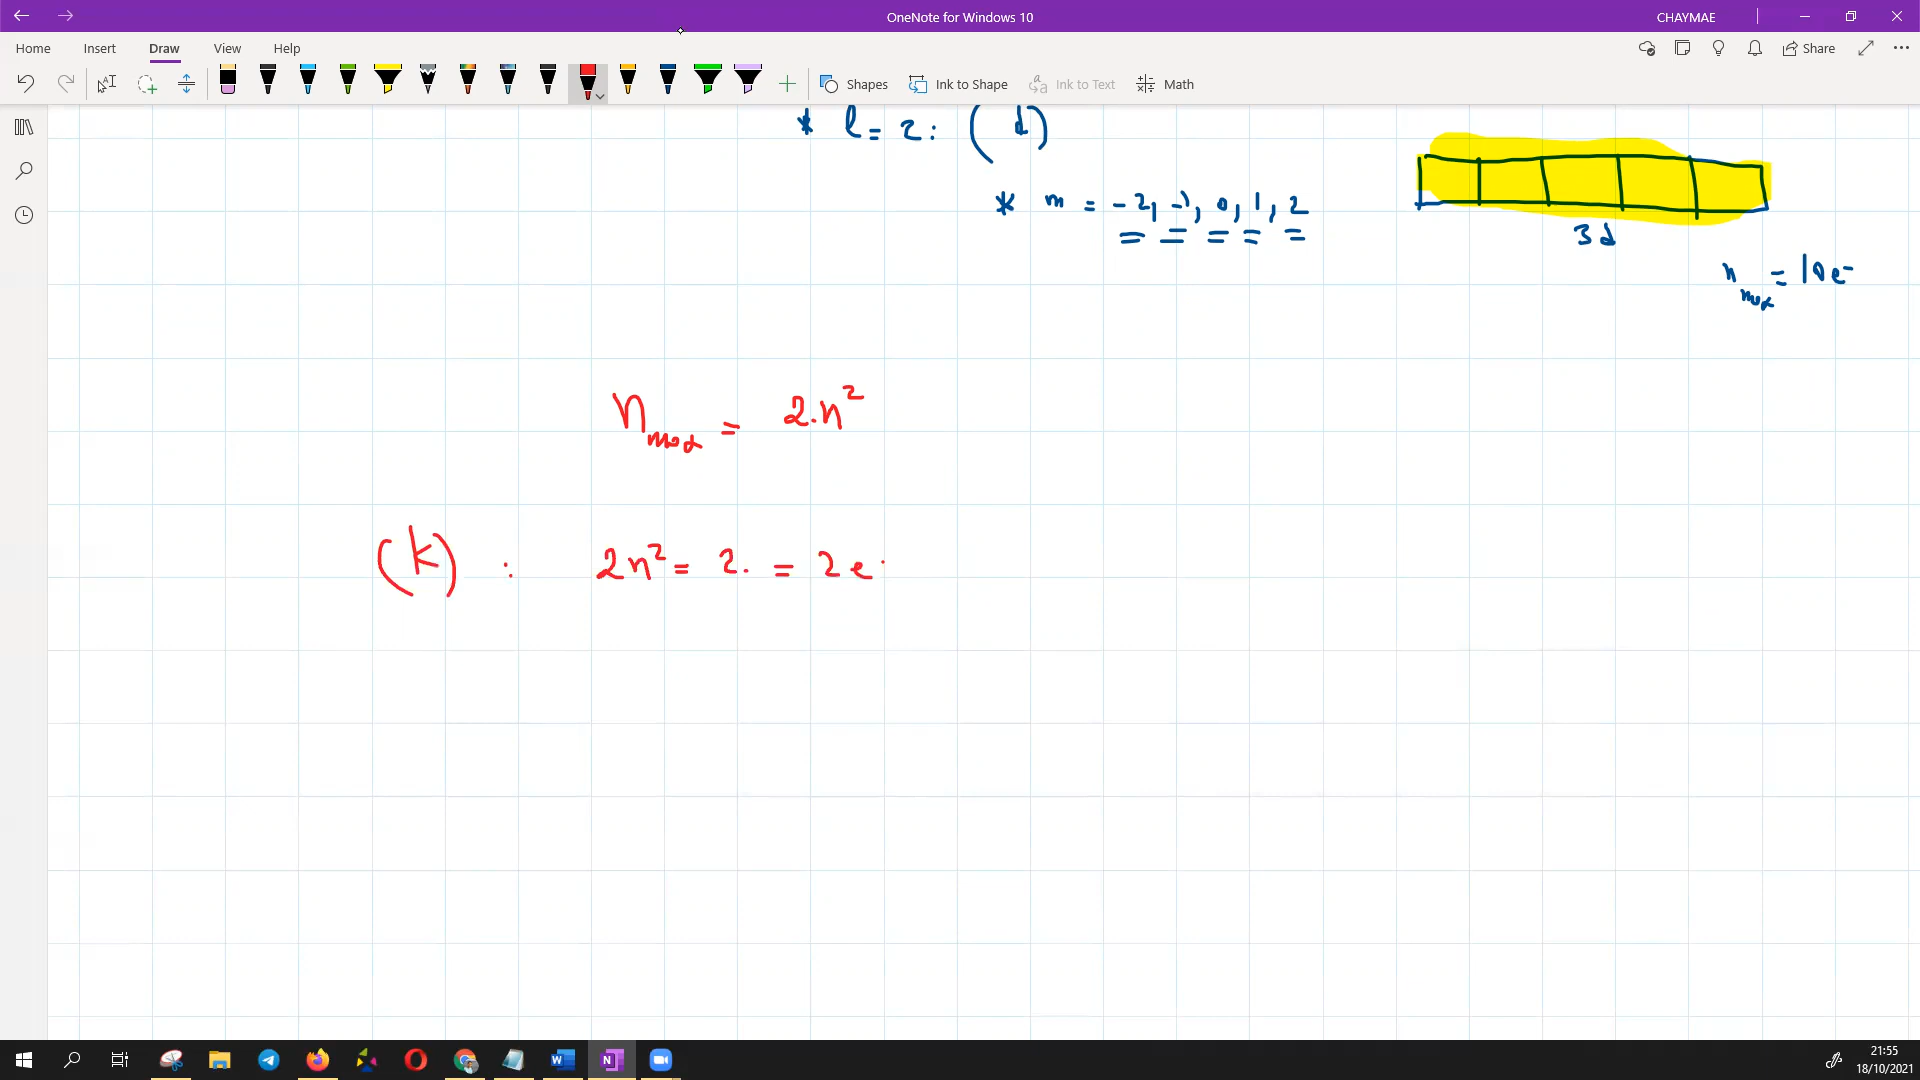 OneNote for Windows 10
CHAYMAE
Home Insert Draw View Help
Share
Shapes Ink to Shape Ink to Text Math
* l = 2 : ( d )
* m = -2, -1, 0, 1, 2
3d
n max = 10e-
n max = 2.n²
(K) : 2n² = 2. = 2e.
21:55
18/10/2021